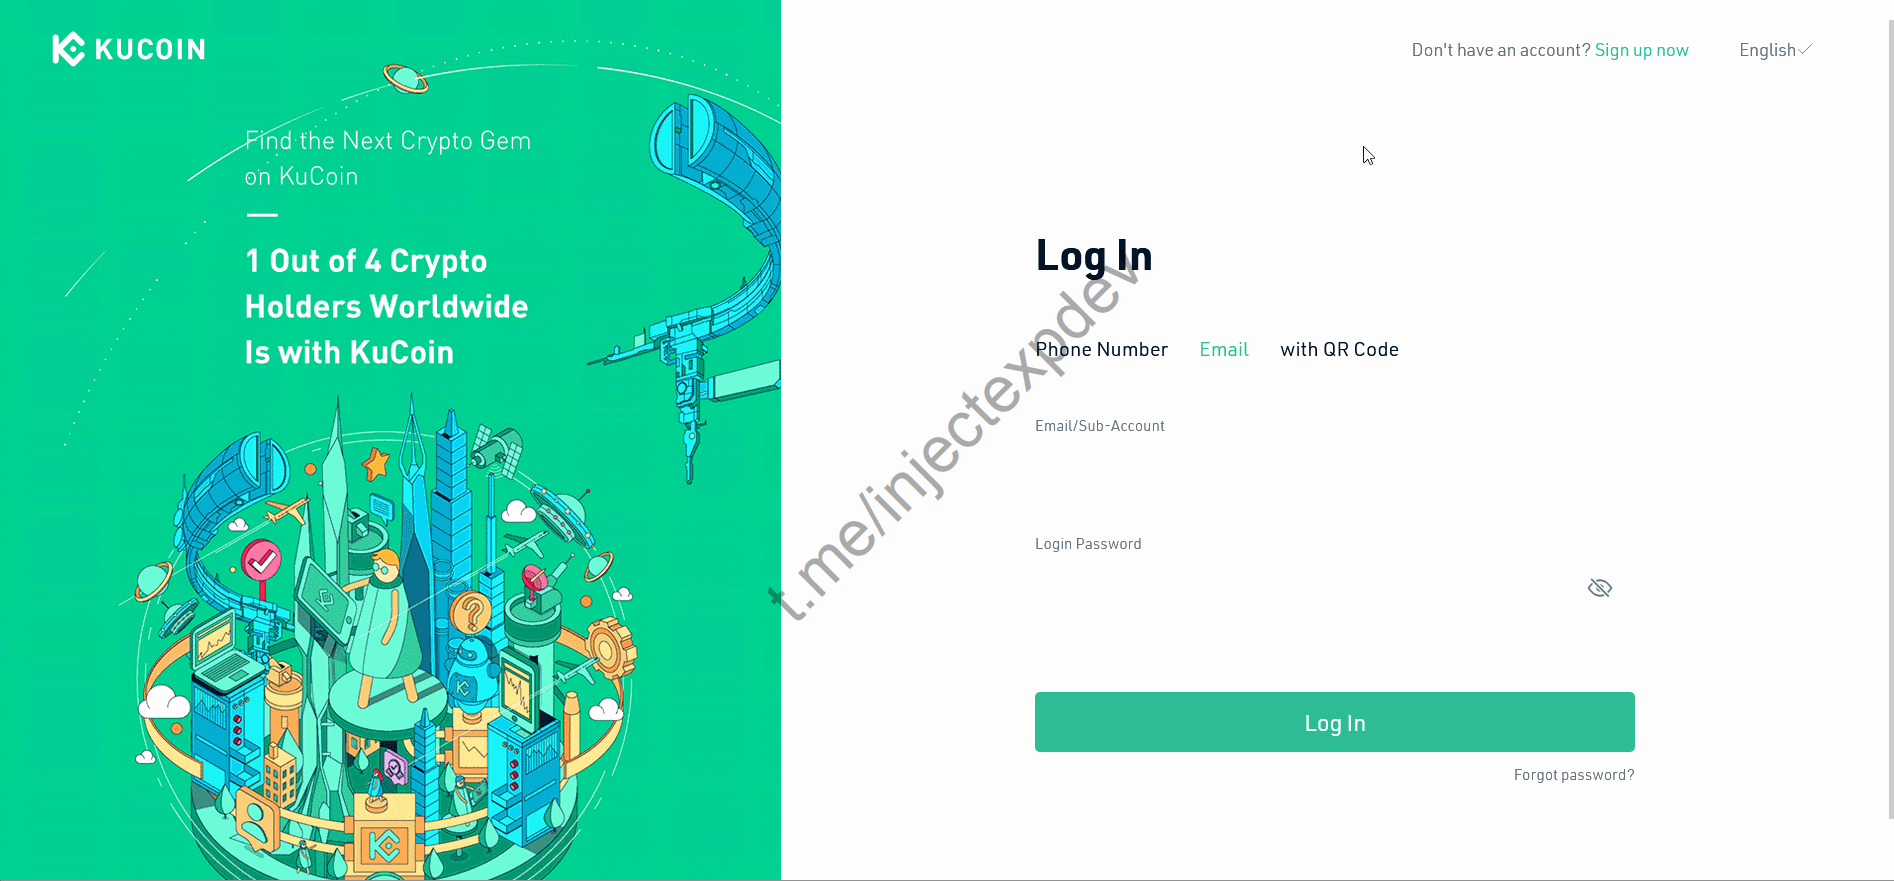 KUCOIN
Don't have an account? Sign up now
English
Find the Next Crypto Gem
on KuCoin
1 Out of 4 Crypto
Holders Worldwide
Is with KuCoin
Log In
Phone Number
Email
with QR Code
Email/Sub-Account
Login Password
Log In
Forgot password?
t.me/injectexpdev